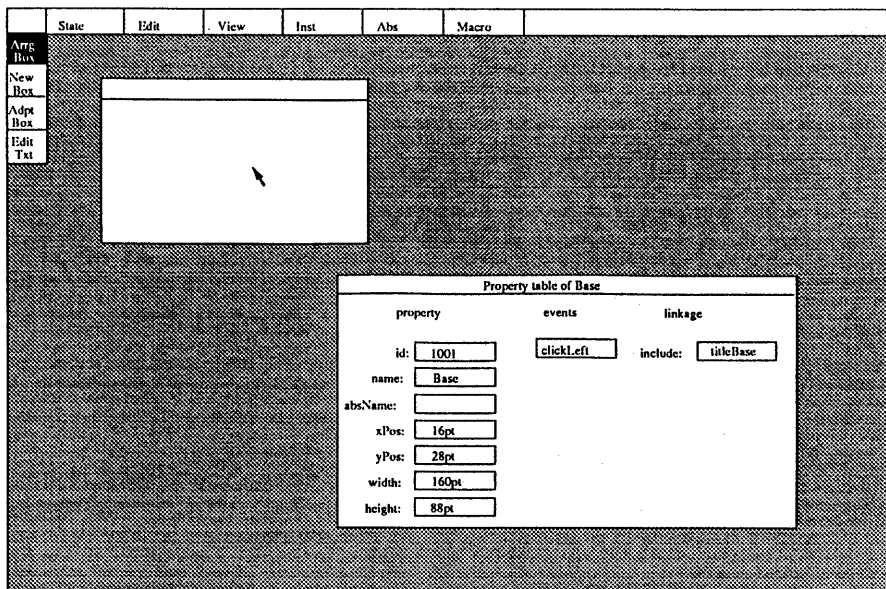 State Edit View Inst Abs Macro
Arrg
Box
New
Box
Adpt
Box
Edit
Txt
Property table of Base
property events linkage
id: 1001 clickLeft include: titleBase
name: Base
absName:
xPos: 16pt
yPos: 28pt
width: 160pt
height: 88pt